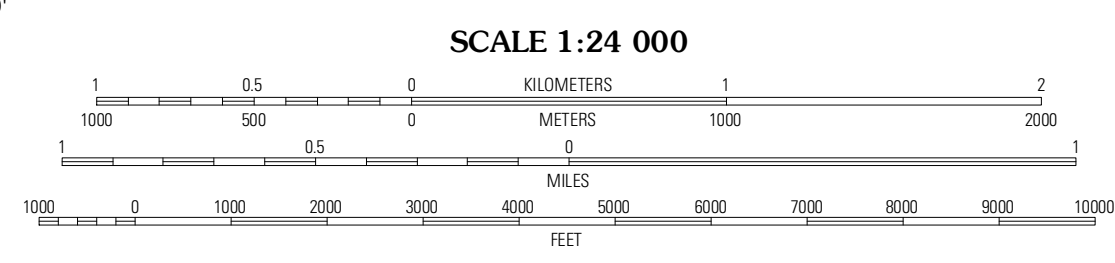 SCALE 1:24 000
1 0.5 0 KILOMETERS 1 2
1000 500 0 METERS 1000 2000
1 0.5 0 1
MILES
1000 0 1000 2000 3000 4000 5000 6000 7000 8000 9000 10000
FEET